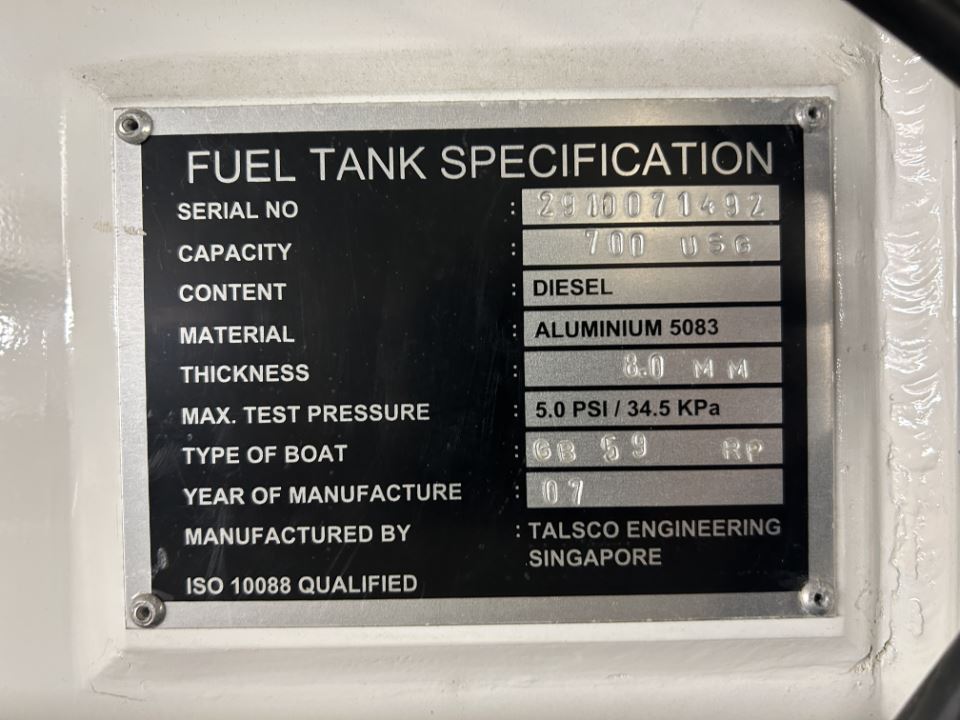 FUEL TANK SPECIFICATION
SERIAL NO : 2910071492
CAPACITY : 700 USG
CONTENT : DIESEL
MATERIAL : ALUMINIUM 5083
THICKNESS : 8.0 MM
MAX. TEST PRESSURE : 5.0 PSI / 34.5 KPa
TYPE OF BOAT : GB 59 RP
YEAR OF MANUFACTURE : 07
MANUFACTURED BY : TALSCO ENGINEERING
SINGAPORE
ISO 10088 QUALIFIED